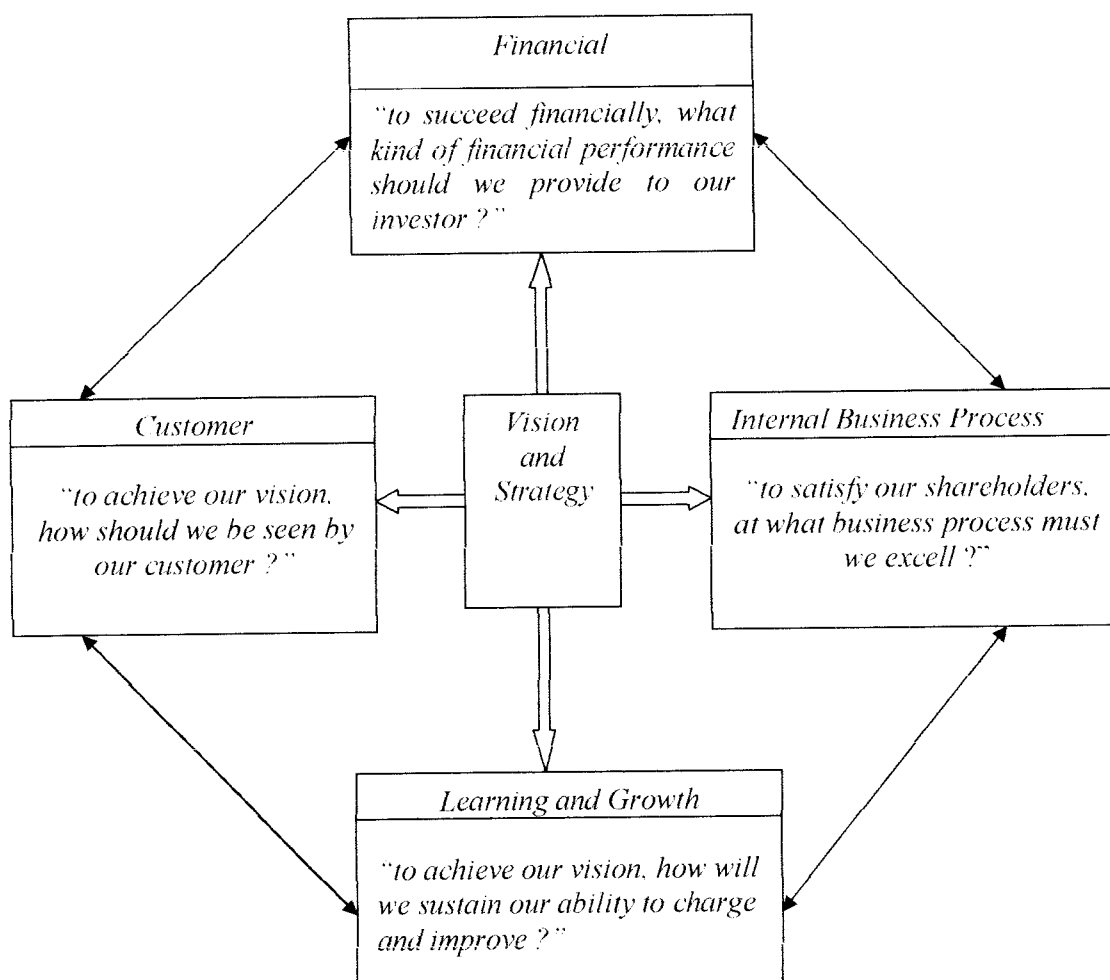 Financial
“to succeed financially, what
kind of financial performance
should we provide to our
investor ?”
Customer
“to achieve our vision,
how should we be seen by
our customer ?”
Vision
and
Strategy
Internal Business Process
“to satisfy our shareholders,
at what business process must
we excell ?”
Learning and Growth
“to achieve our vision, how will
we sustain our ability to charge
and improve ?”